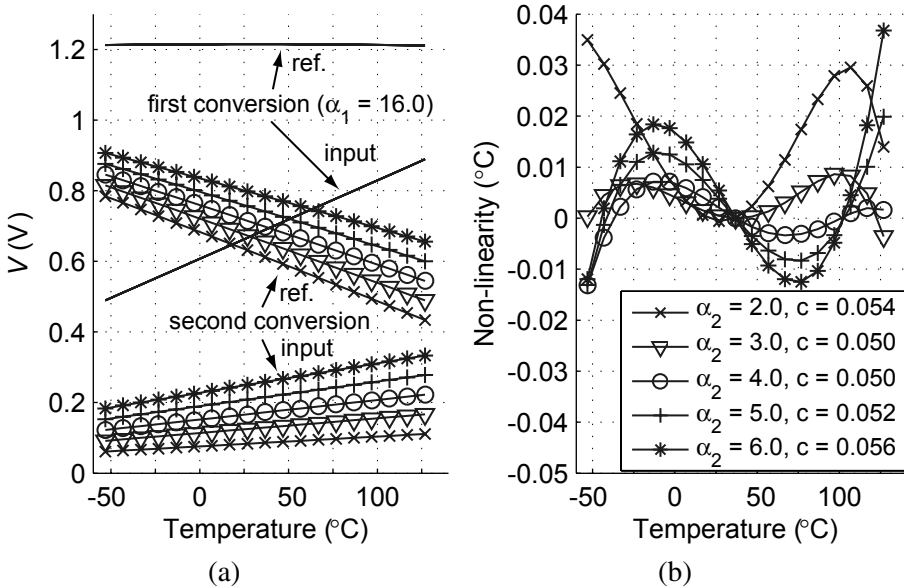 1.2
1
0.8
0.6
0.4
0.2
0
V (V)
ref.
first conversion (α1 = 16.0)
input
ref.
second conversion
input
-50 0 50 100
Temperature (°C)
(a)
0.04
0.03
0.02
0.01
0
-0.01
-0.02
-0.03
-0.04
-0.05
Non-linearity (°C)
α2 = 2.0, c = 0.054
α2 = 3.0, c = 0.050
α2 = 4.0, c = 0.050
α2 = 5.0, c = 0.052
α2 = 6.0, c = 0.056
-50 0 50 100
Temperature (°C)
(b)